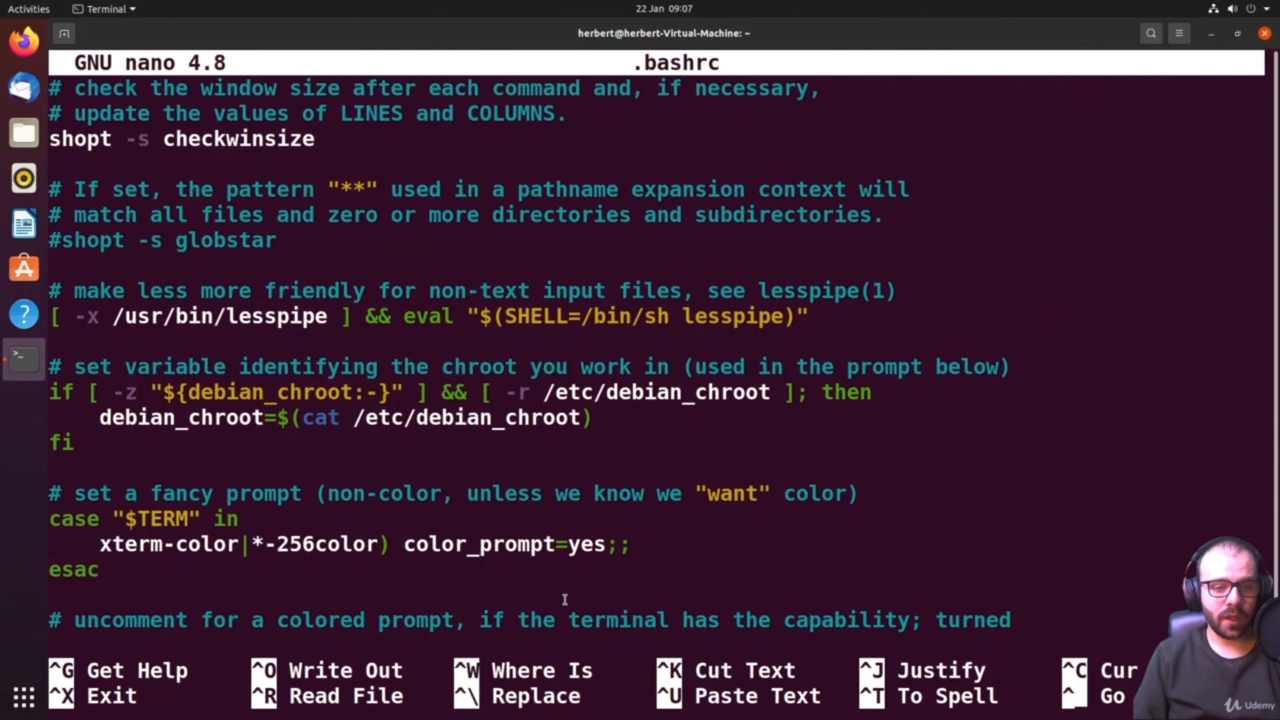 Activities
Terminal
22 Jan 09:07
herbert@herbert-Virtual-Machine: ~
GNU nano 4.8 .bashrc
# check the window size after each command and, if necessary,
# update the values of LINES and COLUMNS.
shopt -s checkwinsize
# If set, the pattern "**" used in a pathname expansion context will
# match all files and zero or more directories and subdirectories.
#shopt -s globstar
# make less more friendly for non-text input files, see lesspipe(1)
[ -x /usr/bin/lesspipe ] && eval "$(SHELL=/bin/sh lesspipe)"
# set variable identifying the chroot you work in (used in the prompt below)
if [ -z "${debian_chroot:-}" ] && [ -r /etc/debian_chroot ]; then
    debian_chroot=$(cat /etc/debian_chroot)
fi
# set a fancy prompt (non-color, unless we know we "want" color)
case "$TERM" in
    xterm-color|*-256color) color_prompt=yes;;
esac
# uncomment for a colored prompt, if the terminal has the capability; turned
^G Get Help ^O Write Out ^W Where Is ^K Cut Text ^J Justify ^C Cur
^X Exit ^R Read File ^\ Replace ^U Paste Text ^T To Spell ^ Go
Udemy